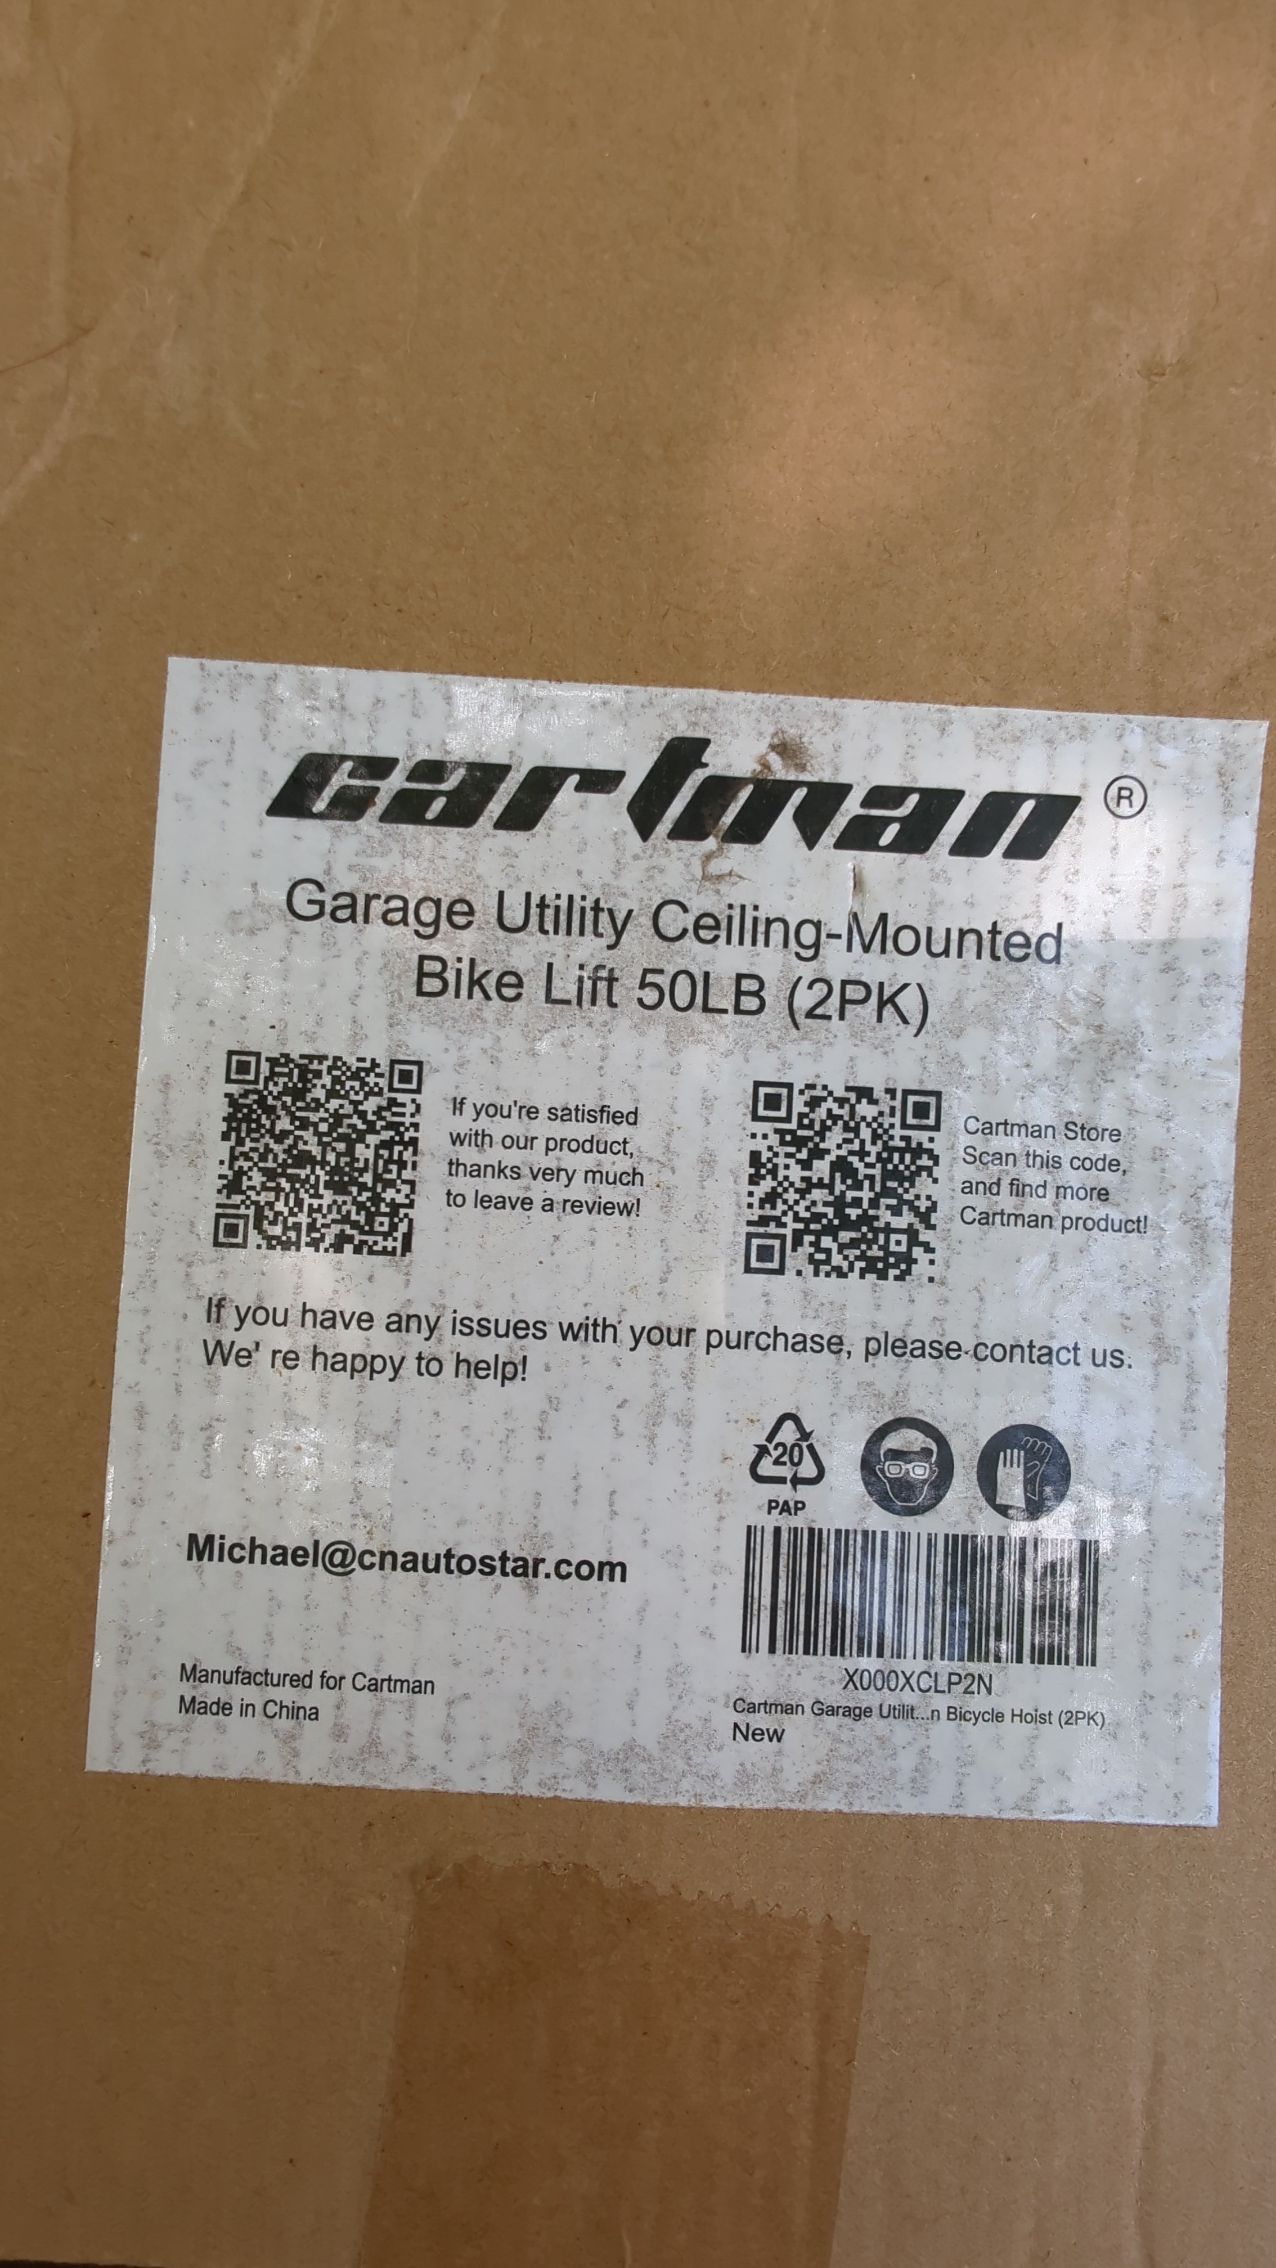 cartman®
Garage Utility Ceiling-Mounted
Bike Lift 50LB (2PK)
If you're satisfied
with our product,
thanks very much
to leave a review!
Cartman Store
Scan this code,
and find more
Cartman product!
If you have any issues with your purchase, please contact us.
We' re happy to help!
20
PAP
Michael@cnautostar.com
X000XCLP2N
Cartman Garage Utilit...n Bicycle Hoist (2PK)
New
Manufactured for Cartman
Made in China